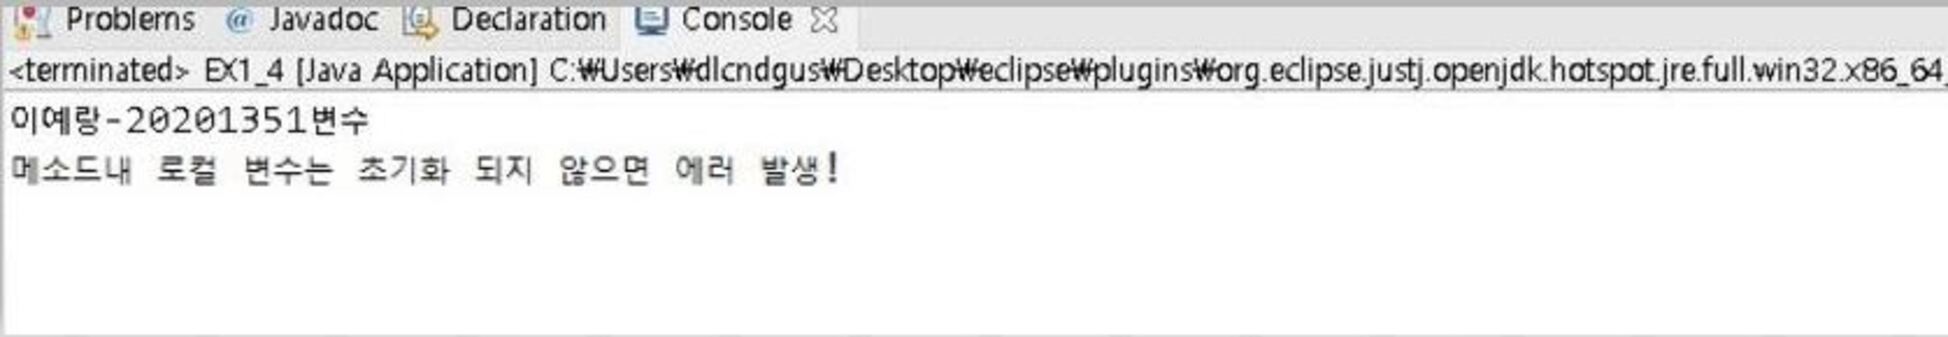 Problems @ Javadoc Declaration Console
<terminated> EX1_4 [Java Application] C:₩Users₩dlcndgus₩Desktop₩eclipse₩plugins₩org.eclipse.justj.openjdk.hotspot.jre.full.win32.x86_64_
이예랑-20201351변수
메소드내 로컬 변수는 초기화 되지 않으면 에러 발생!